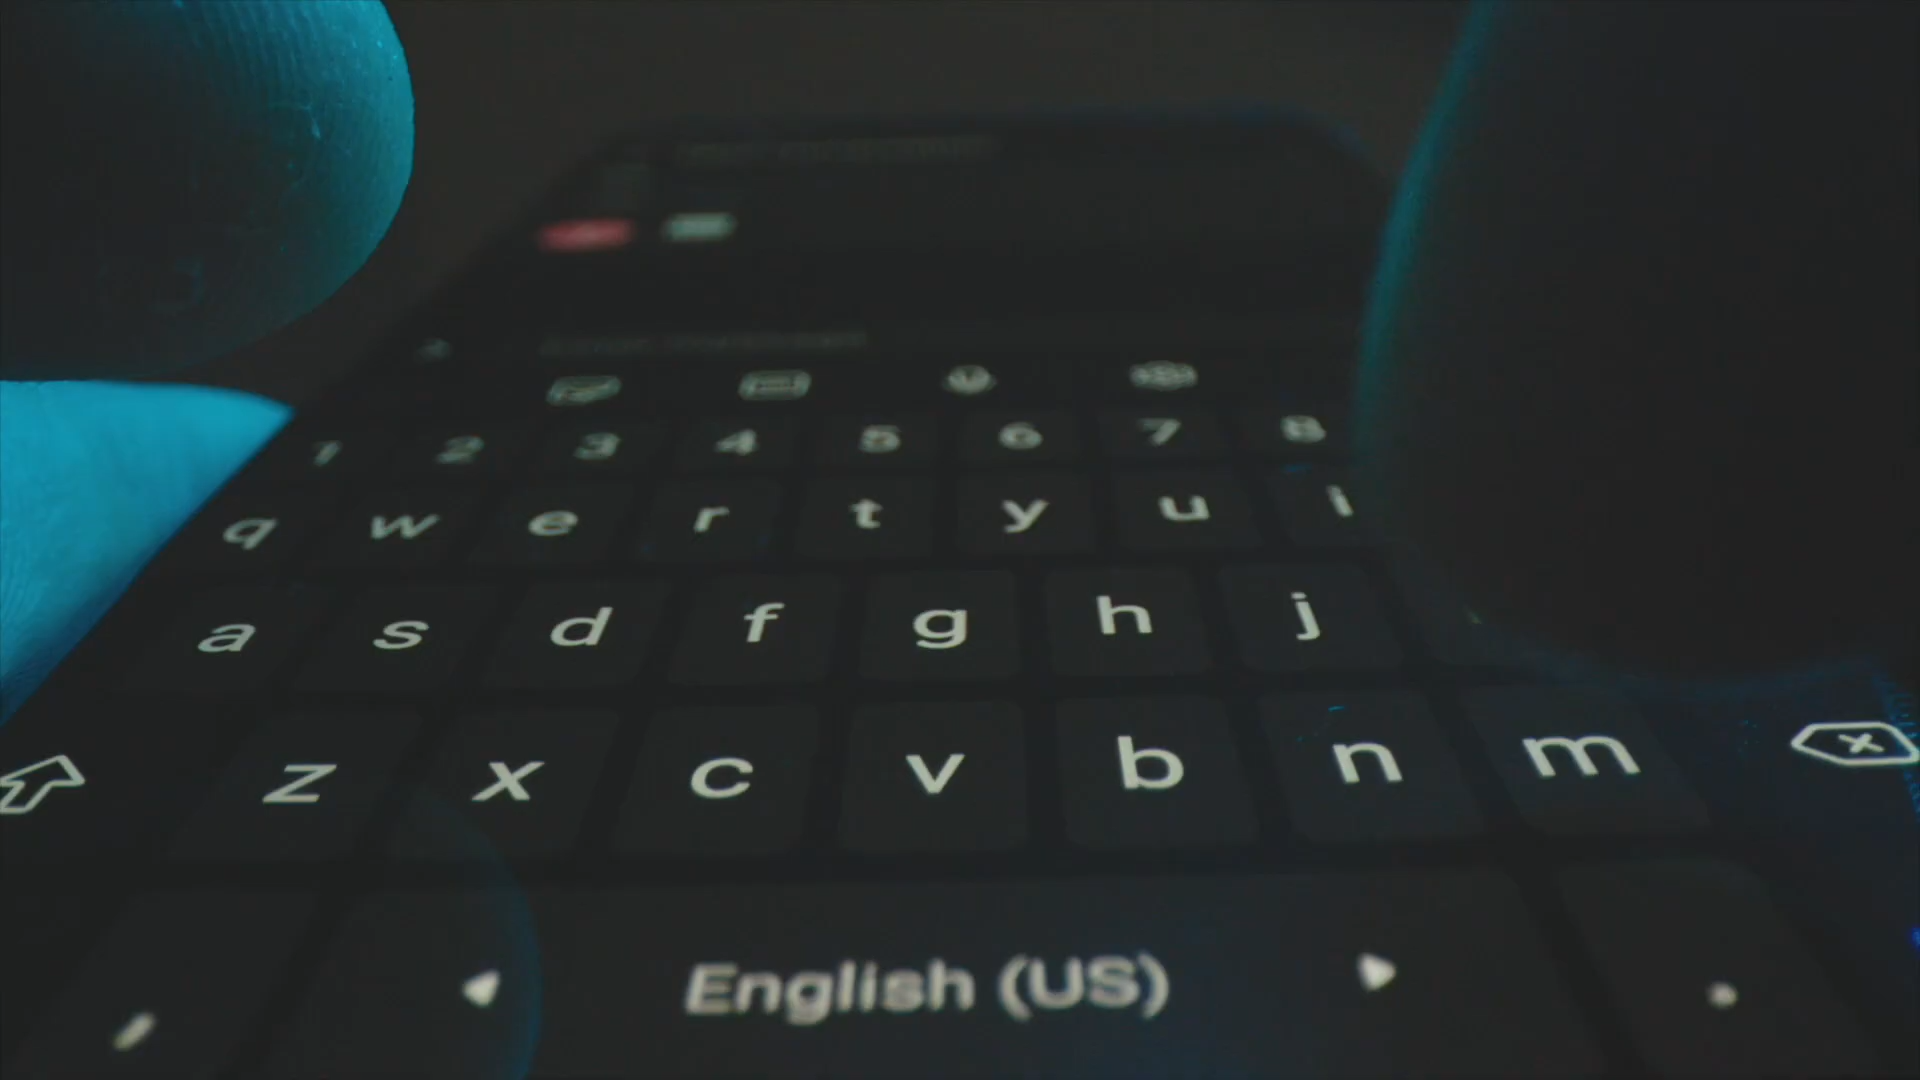 1 2 3 4 5 6 7 8
q w e r t y u i
a s d f g h j
z x c v b n m
, English (US) .